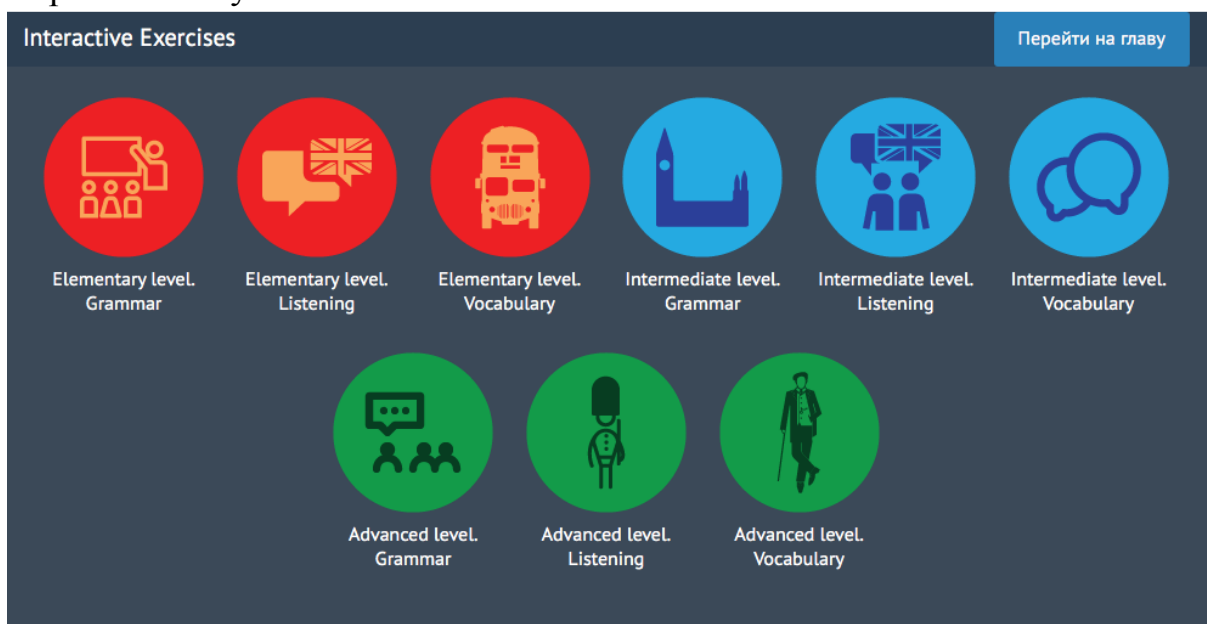 Interactive Exercises
Перейти на главу
Elementary level.
Grammar
Elementary level.
Listening
Elementary level.
Vocabulary
Intermediate level.
Grammar
Intermediate level.
Listening
Intermediate level.
Vocabulary
Advanced level.
Grammar
Advanced level.
Listening
Advanced level.
Vocabulary